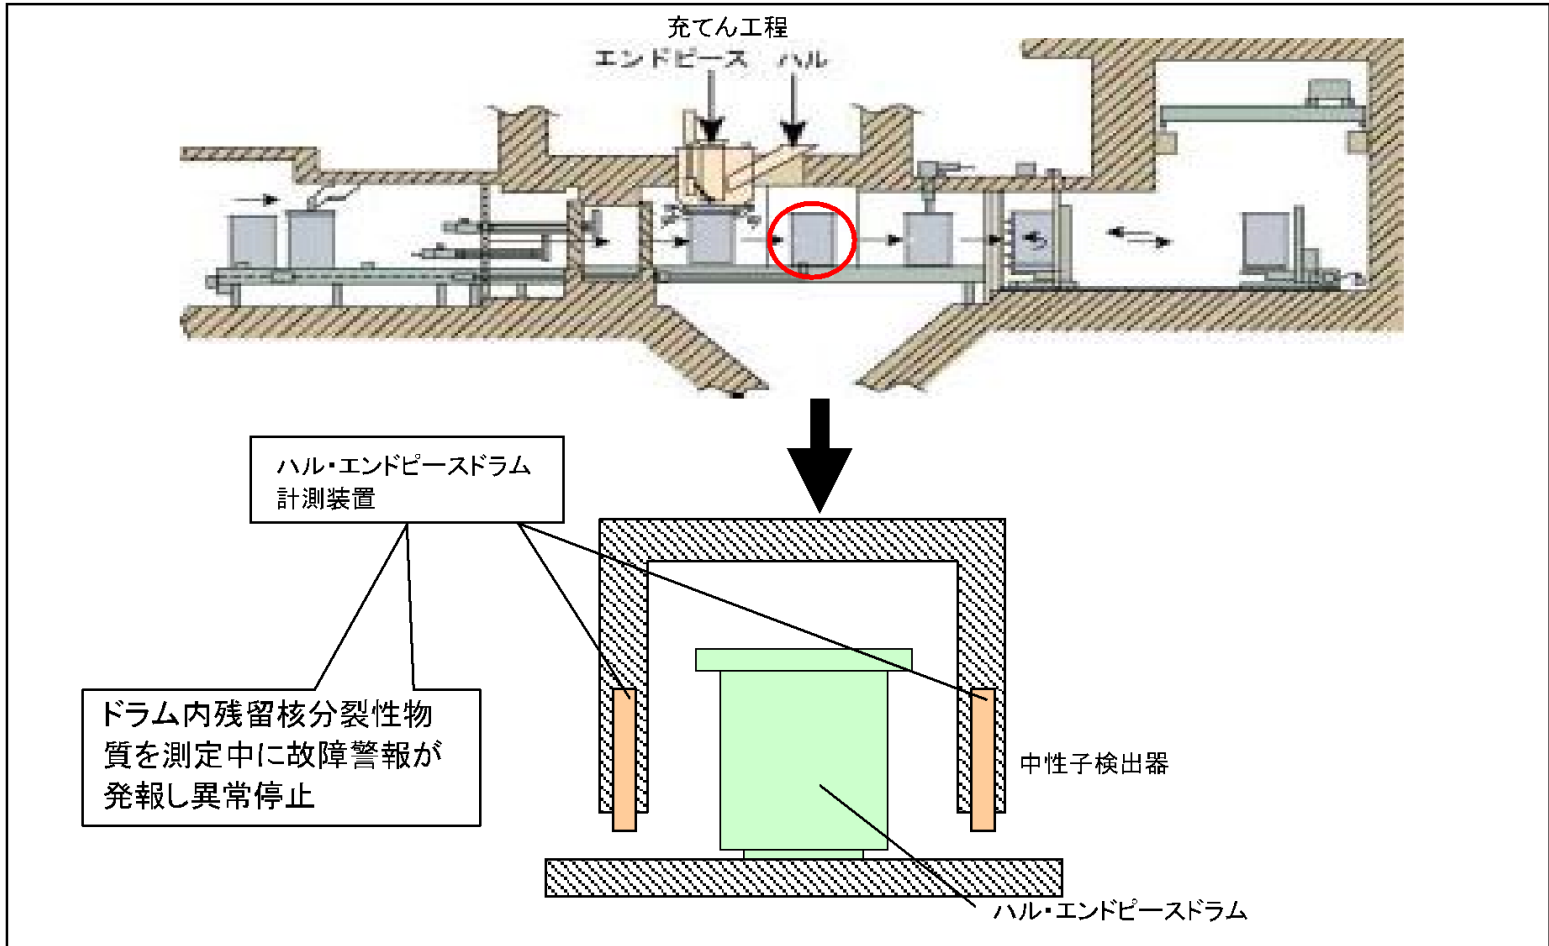 充てん工程
エンドピース ハル
ハル・エンドピースドラム
計測装置
ドラム内残留核分裂性物
質を測定中に故障警報が
発報し異常停止
中性子検出器
ハル・エンドピースドラム